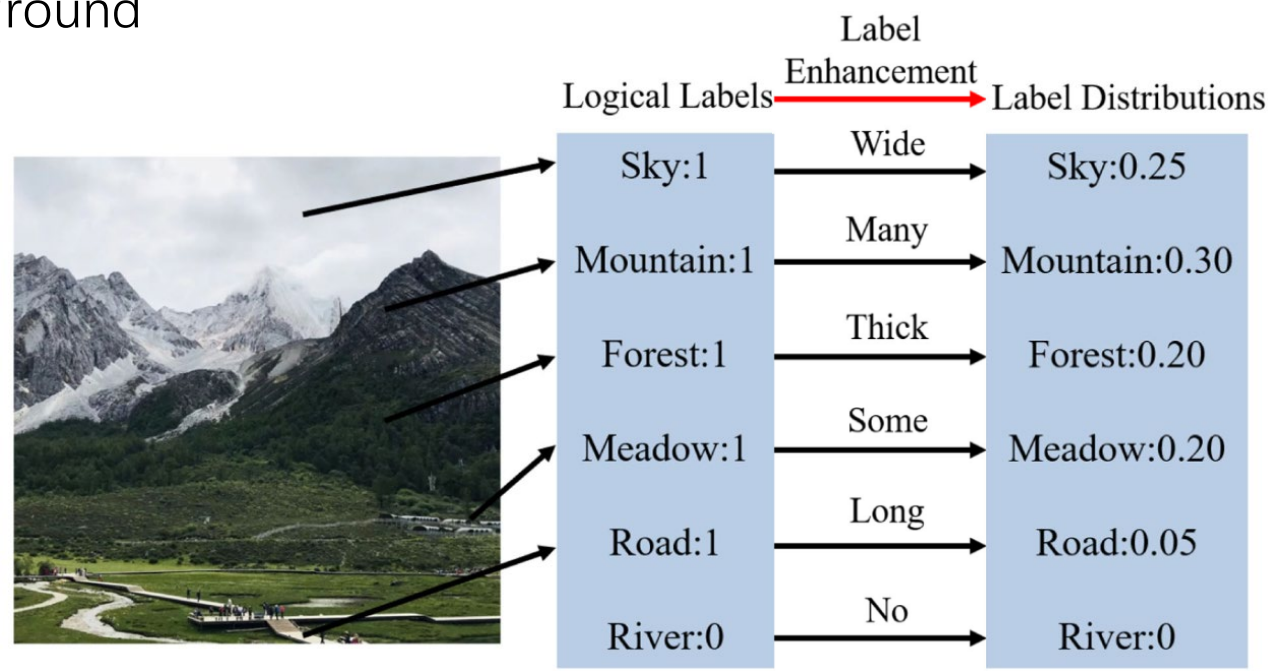 round
Label
Enhancement
Logical Labels
Label Distributions
Sky:1
Wide
Sky:0.25
Mountain:1
Many
Mountain:0.30
Forest:1
Thick
Forest:0.20
Meadow:1
Some
Meadow:0.20
Road:1
Long
Road:0.05
River:0
No
River:0